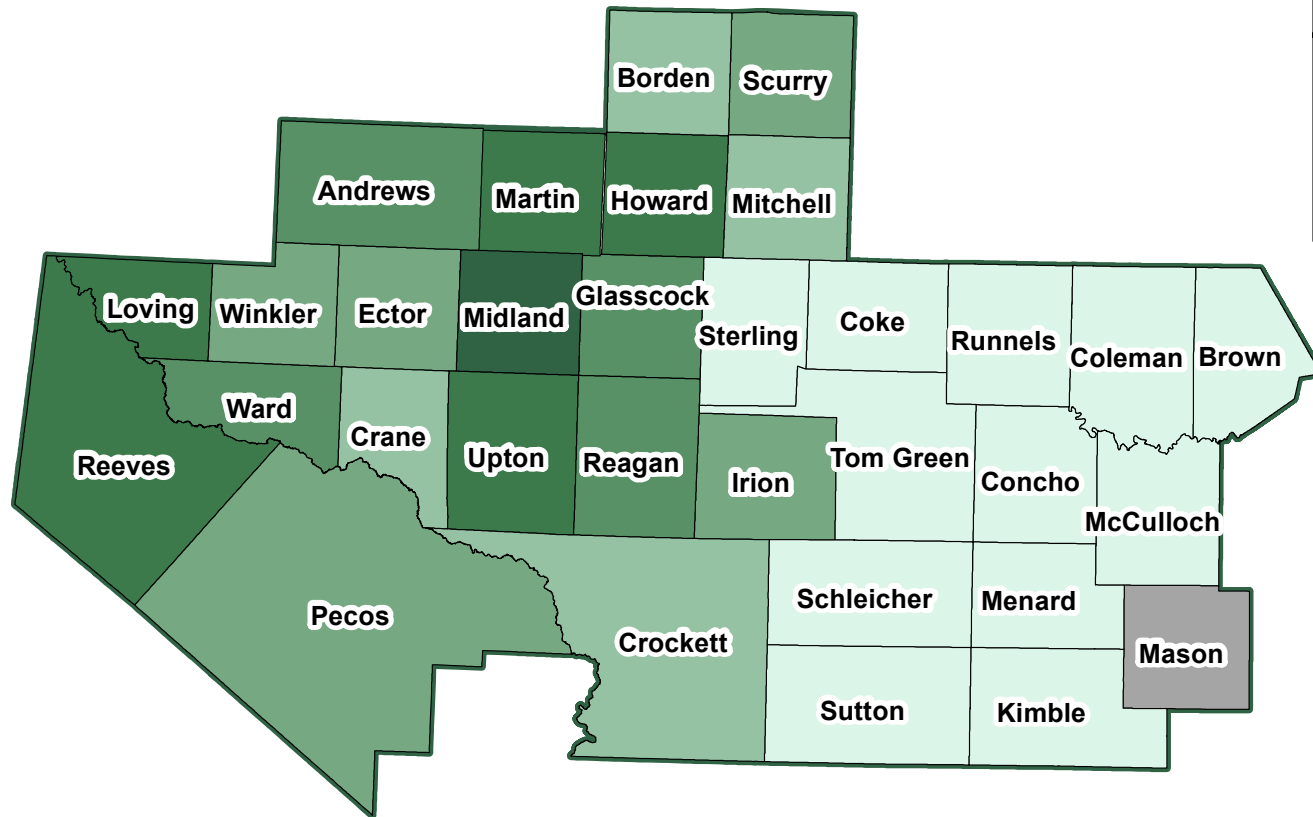 Borden
Scurry
Andrews
Martin
Howard
Mitchell
Loving
Winkler
Ector
Midland
Glasscock
Sterling
Coke
Runnels
Coleman
Brown
Ward
Crane
Reeves
Upton
Reagan
Irion
Tom Green
Concho
McCulloch
Pecos
Crockett
Schleicher
Menard
Mason
Sutton
Kimble